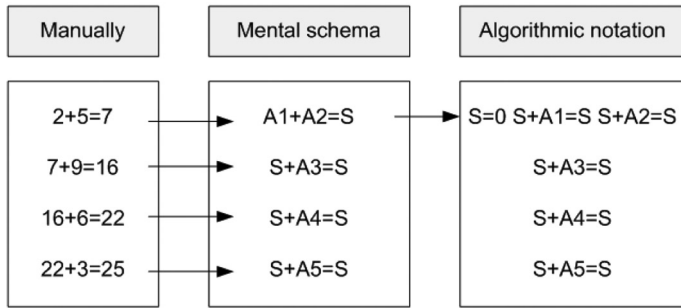 Manually Mental schema Algorithmic notation
2+5=7 A1+A2=S S=0 S+A1=S S+A2=S
7+9=16 S+A3=S S+A3=S
16+6=22 S+A4=S S+A4=S
22+3=25 S+A5=S S+A5=S